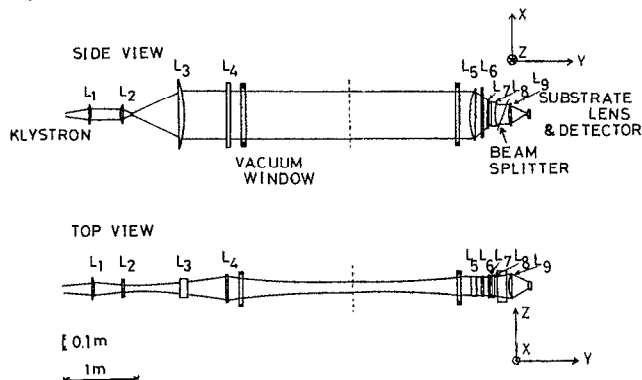 X
Z
Y
SIDE VIEW
L1 L2 L3 L4 L5 L6 L7 L8 L9
KLYSTRON
SUBSTRATE
LENS
& DETECTOR
VACUUM
WINDOW
BEAM
SPLITTER
TOP VIEW
L1 L2 L3 L4 L5 L6 L7 L8 L9
Z
X
Y
0.1m
1m